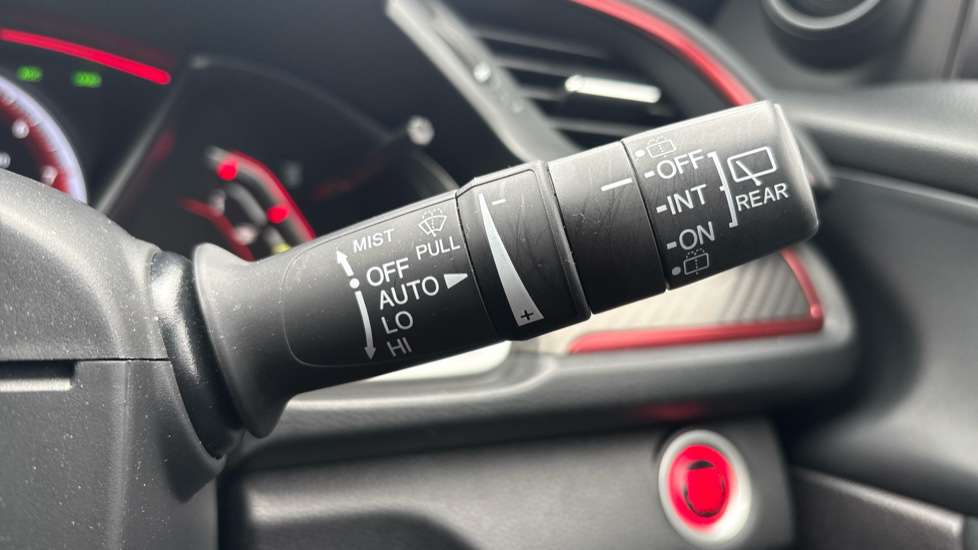 MIST
PULL
OFF
AUTO
LO
HI
-
+
OFF
INT
ON
REAR